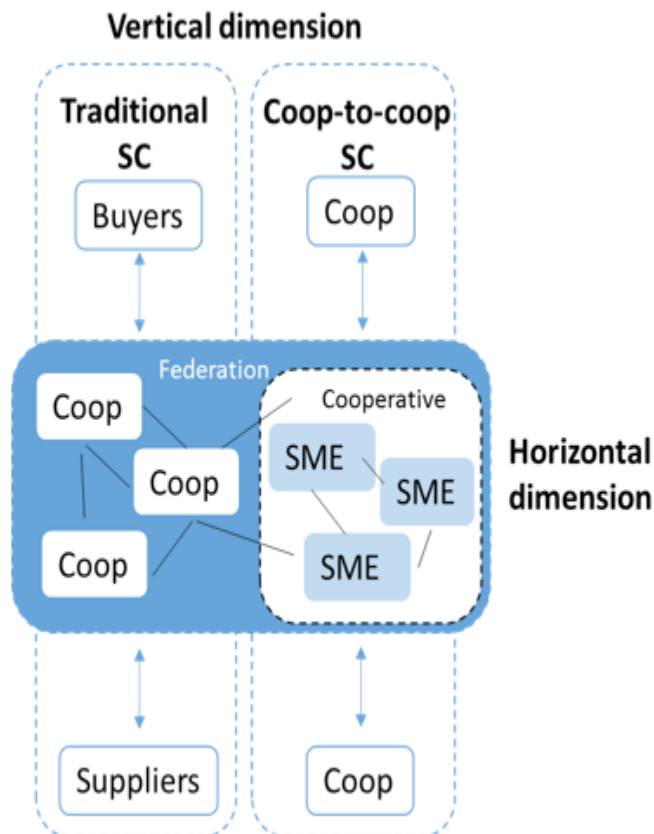 Vertical dimension
Traditional
SC
Coop-to-coop
SC
Buyers
Coop
Federation
Coop
Coop
Coop
Cooperative
SME
SME
SME
Horizontal
dimension
Suppliers
Coop